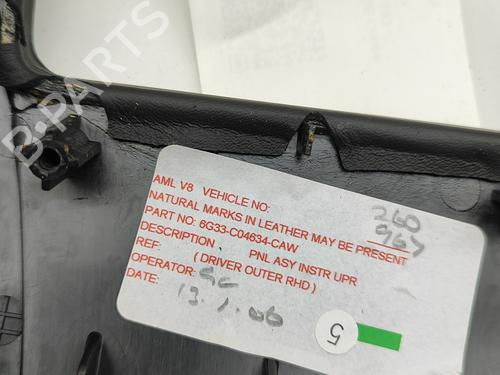 B-PARTS
AML V8 VEHICLE NO: 260
967
NATURAL MARKS IN LEATHER MAY BE PRESENT
PART NO: 6G33-C04634-CAW
DESCRIPTION, PNL ASY INSTR UPR
REF: ( DRIVER OUTER RHD )
OPERATOR:
DATE: 13.1.06
5